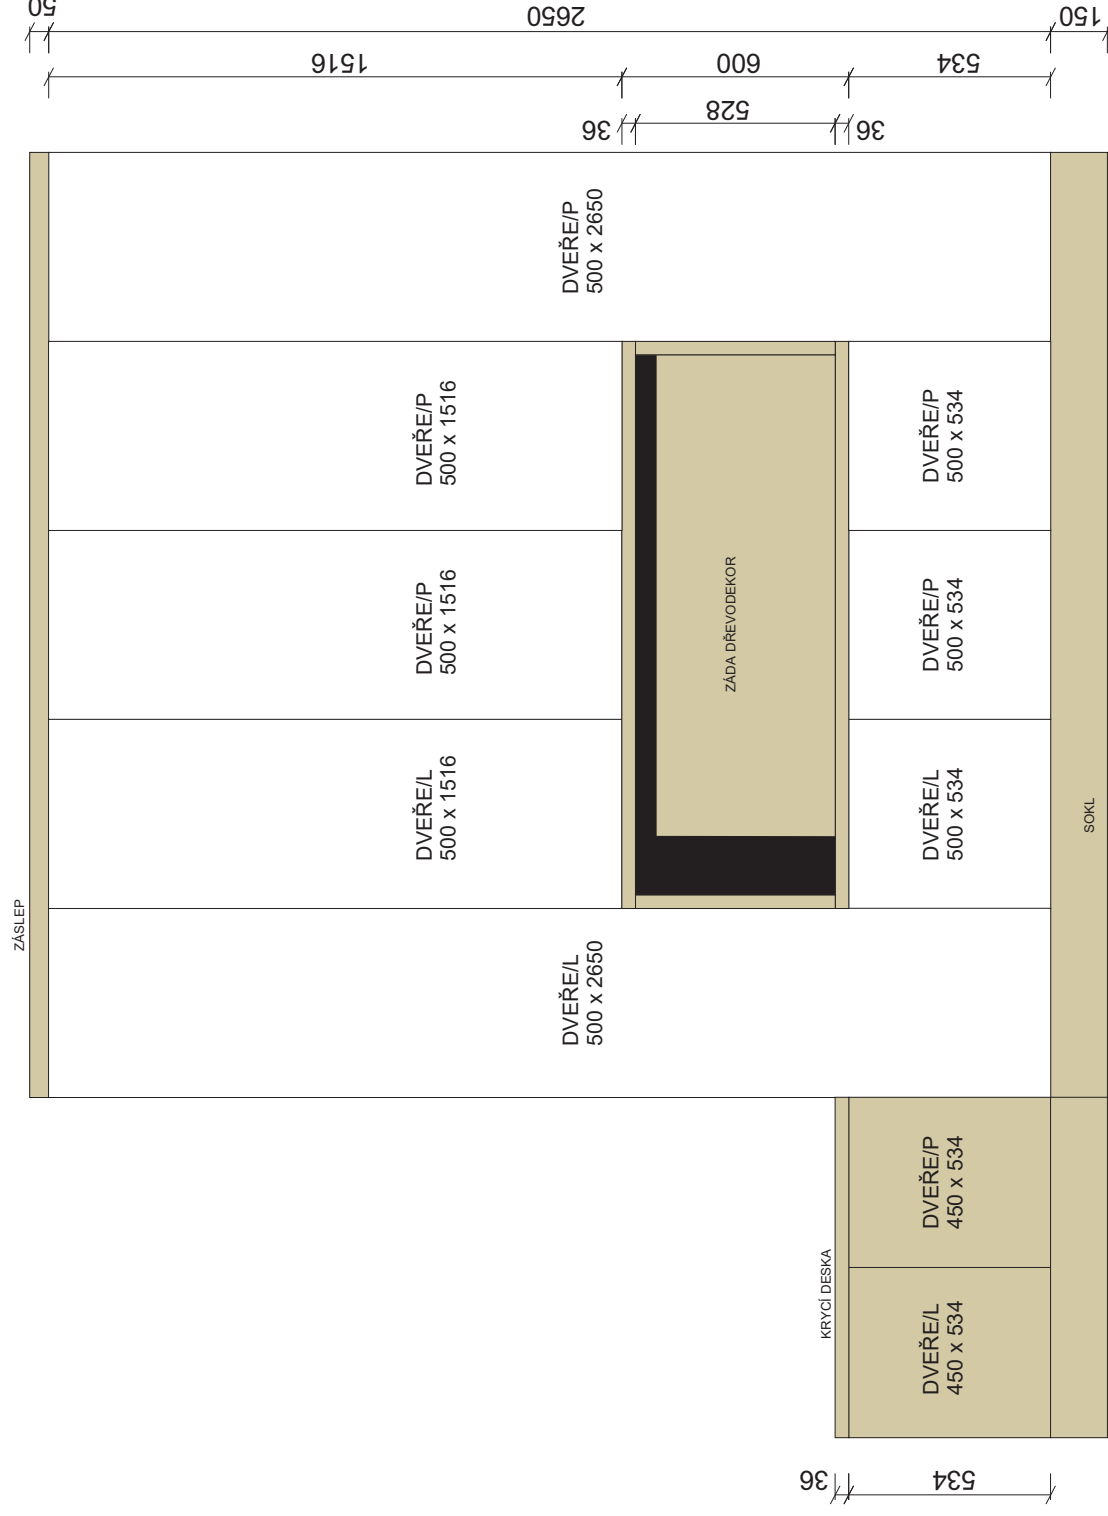 50
2650
150
1516
600
534
36
528
36
ZÁSLEP
DVEŘE/L
500 x 2650
DVEŘE/L
500 x 1516
DVEŘE/P
500 x 1516
DVEŘE/P
500 x 1516
DVEŘE/P
500 x 2650
ZÁDA DŘEVODEKOR
DVEŘE/L
500 x 534
DVEŘE/P
500 x 534
DVEŘE/P
500 x 534
SOKL
KRYCÍ DESKA
DVEŘE/L
450 x 534
DVEŘE/P
450 x 534
36
534